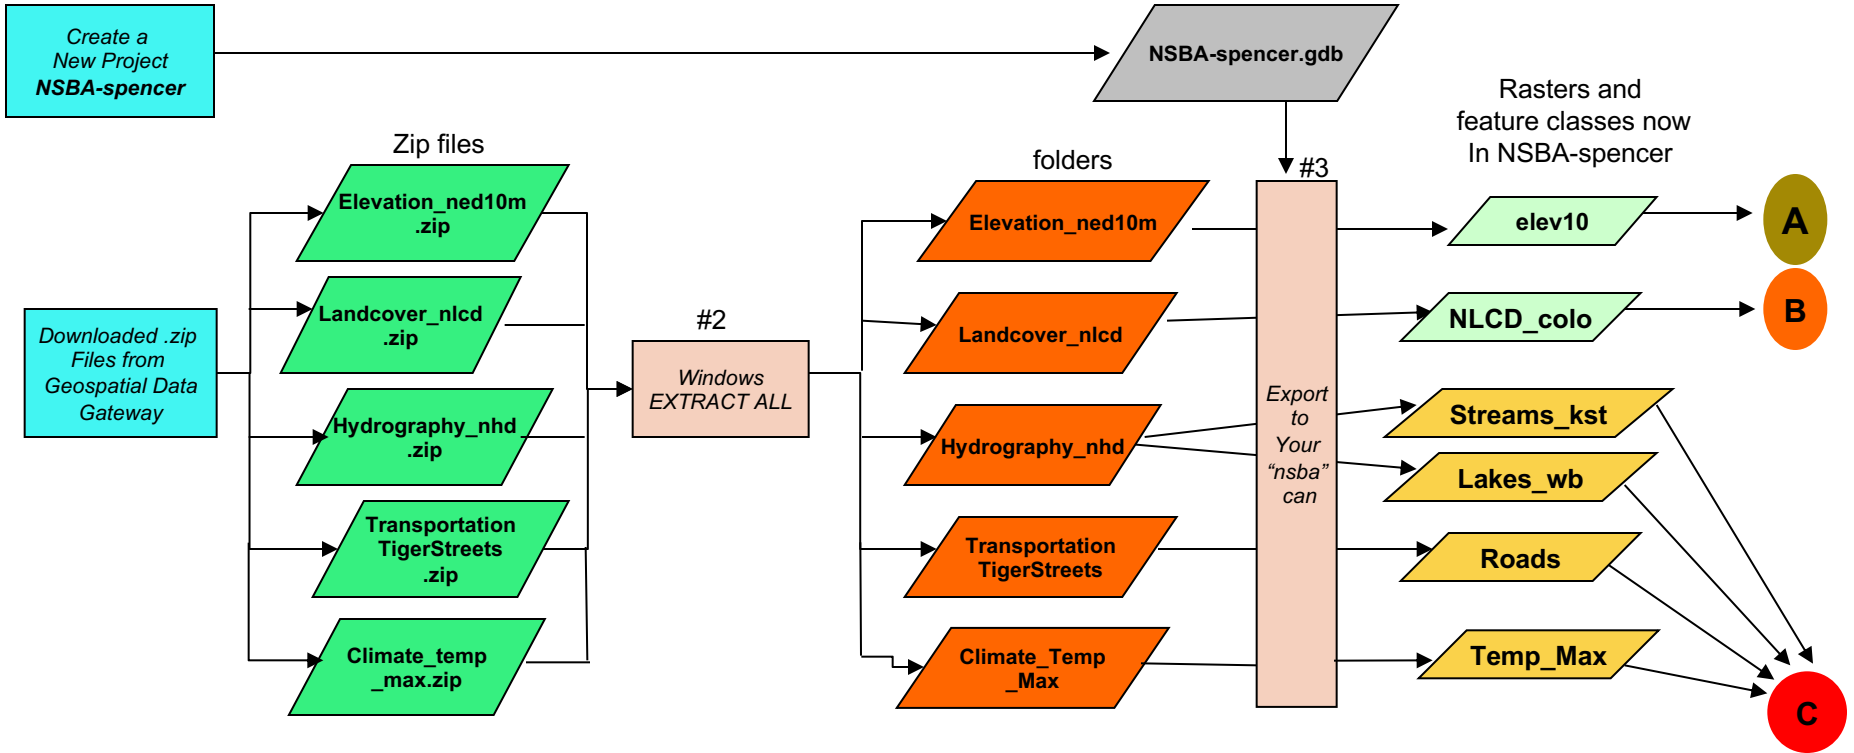 Create a
New Project
NSBA-spencer
NSBA-spencer.gdb
Rasters and
feature classes now
In NSBA-spencer
Zip files
folders
#3
Elevation_ned10m
.zip
Elevation_ned10m
elev10
A
Downloaded .zip
Files from
Geospatial Data
Gateway
Landcover_nlcd
.zip
#2
Windows
EXTRACT ALL
Landcover_nlcd
NLCD_colo
B
Hydrography_nhd
.zip
Hydrography_nhd
Export
to
Your
“nsba”
can
Streams_kst
Lakes_wb
Transportation
TigerStreets
.zip
Transportation
TigerStreets
Roads
Climate_temp
_max.zip
Climate_Temp
_Max
Temp_Max
C